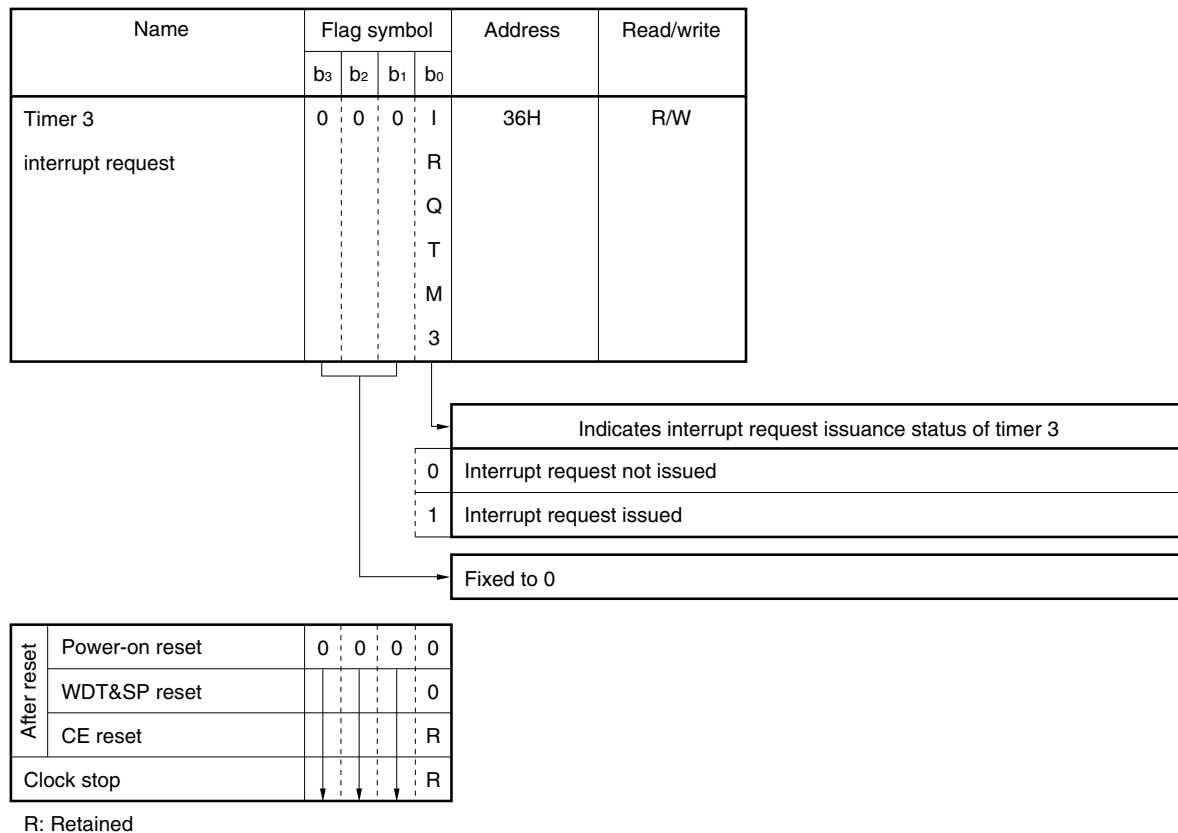 Name Flag symbol Address Read/write
b3 b2 b1 b0
Timer 3 0 0 0 I 36H R/W
interrupt request R
Q
T
M
3
Indicates interrupt request issuance status of timer 3
0 Interrupt request not issued
1 Interrupt request issued
Fixed to 0
After reset
Power-on reset 0 0 0 0
WDT&SP reset 0
CE reset R
Clock stop R
R: Retained